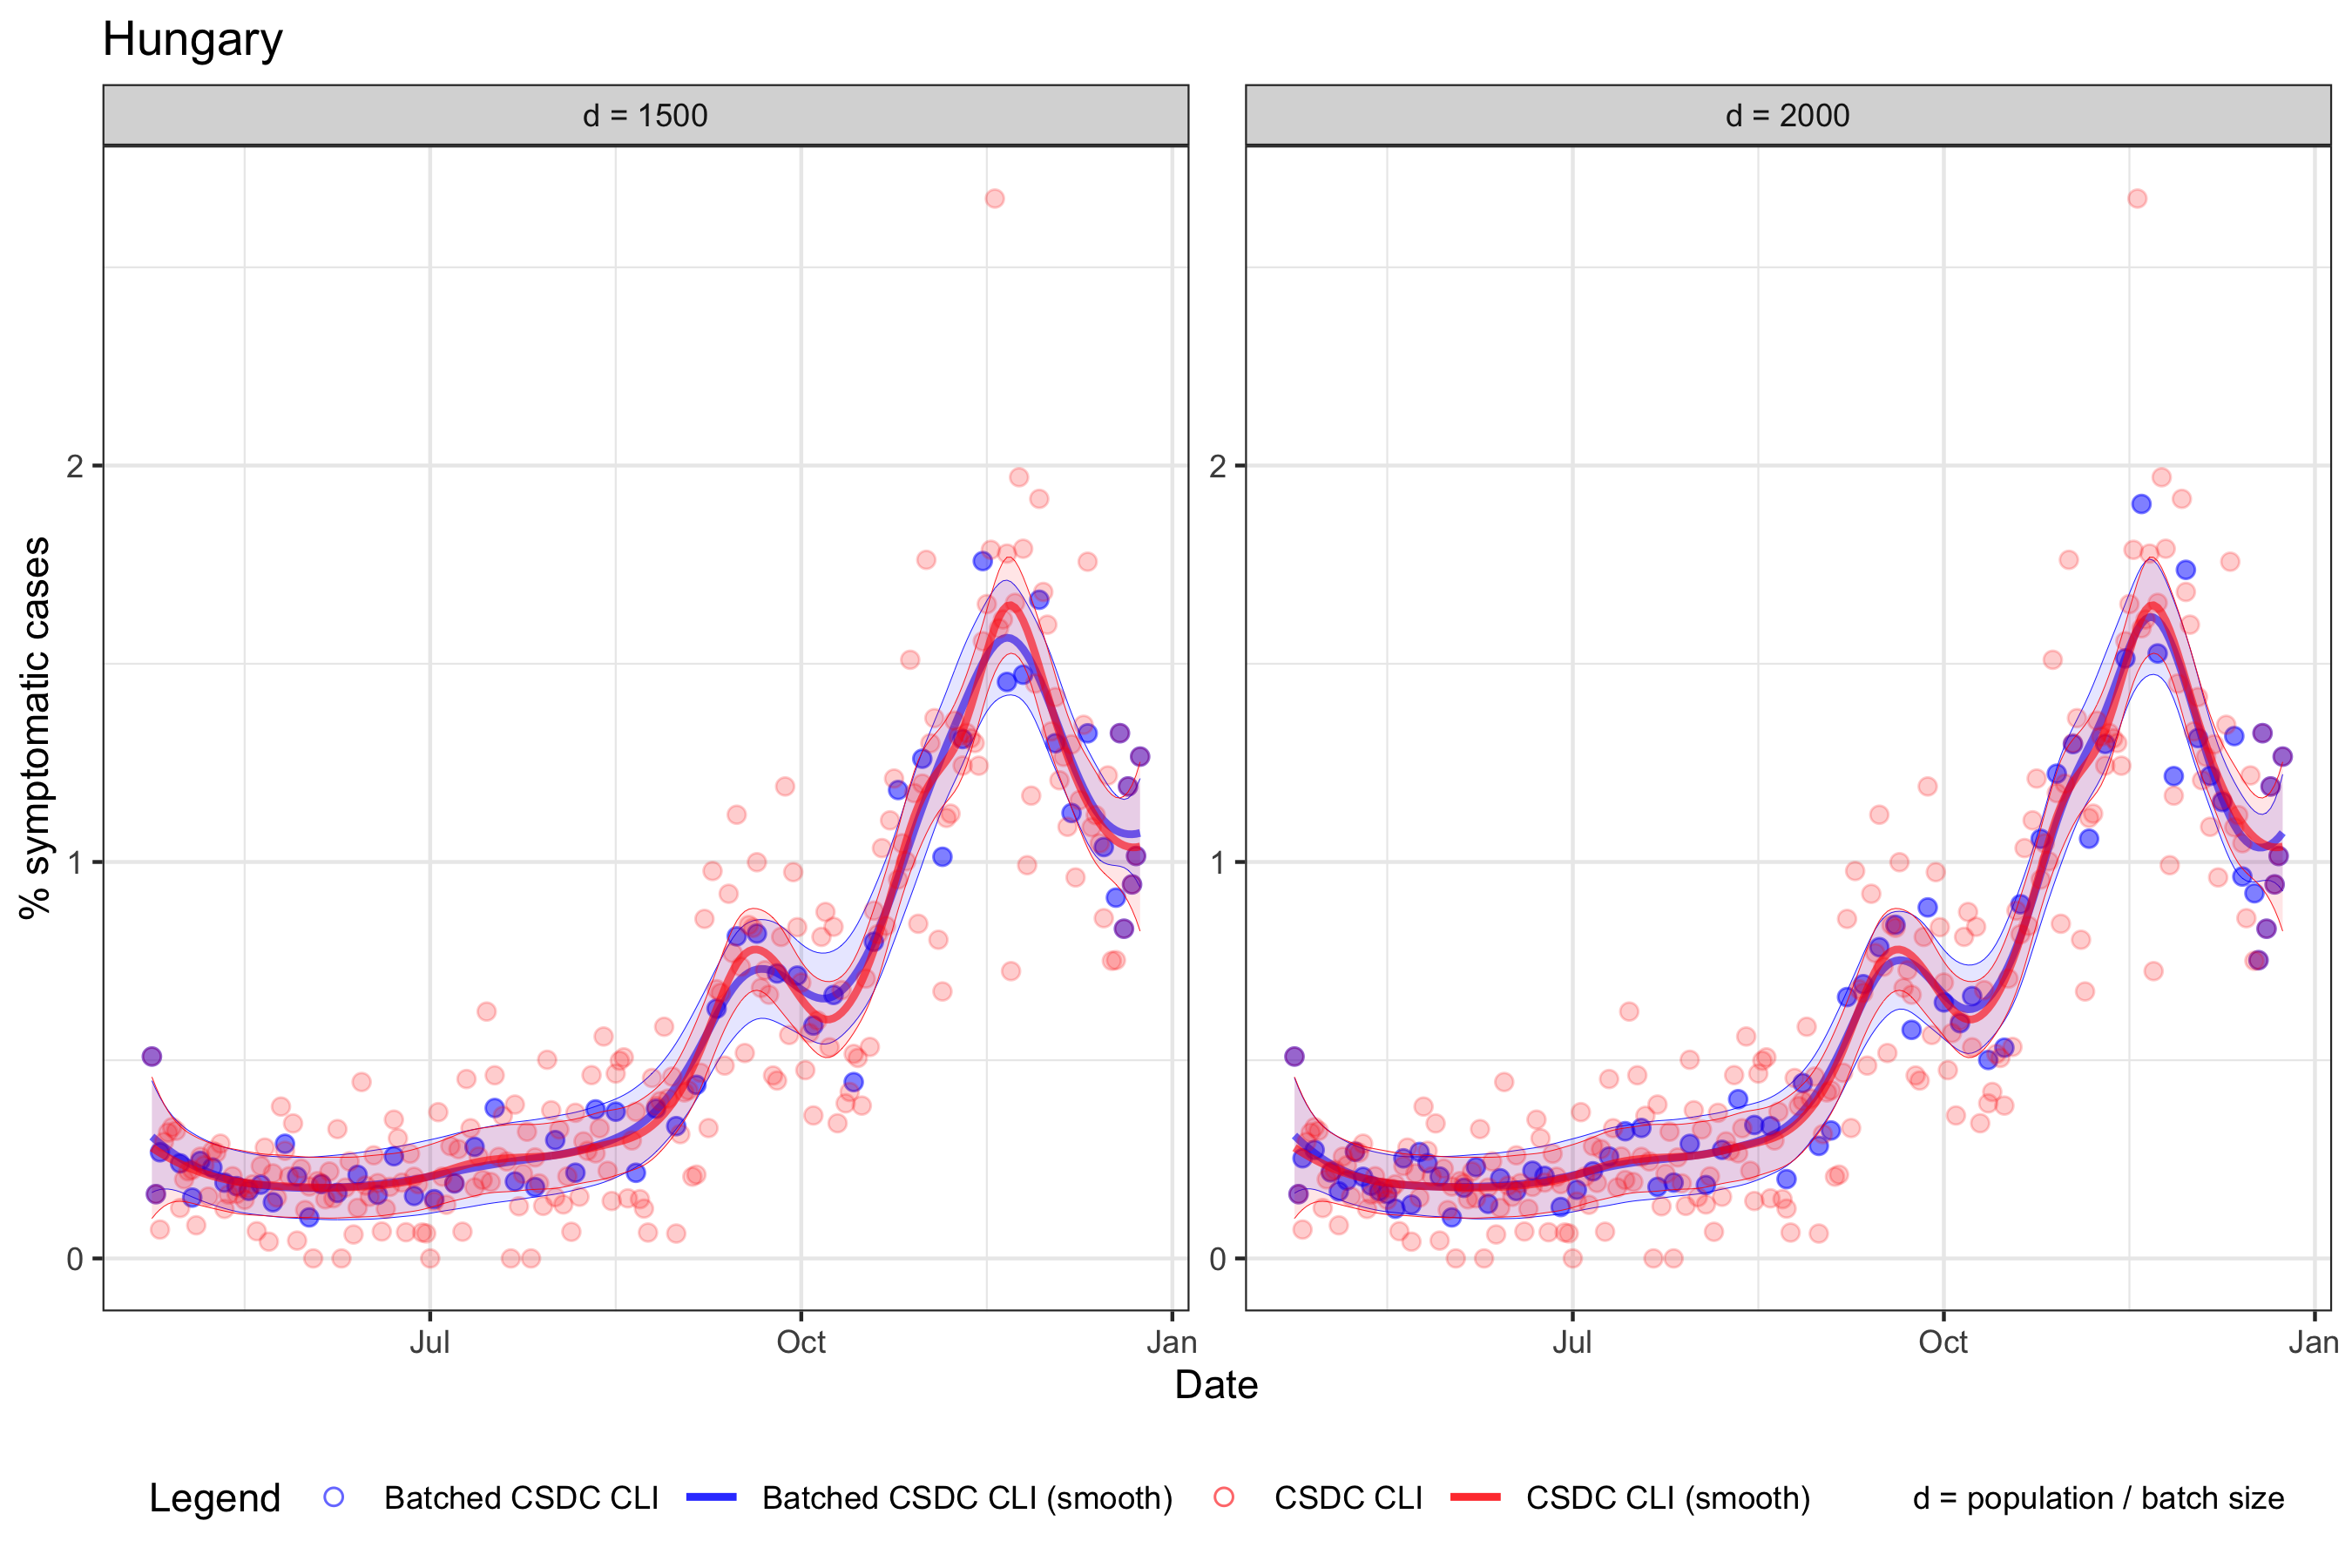 Hungary
d = 1500
d = 2000
% symptomatic cases
2
1
0
2
1
0
Jul
Oct
Jan
Jul
Oct
Jan
Date
Legend
Batched CSDC CLI
Batched CSDC CLI (smooth)
CSDC CLI
CSDC CLI (smooth)
d = population / batch size